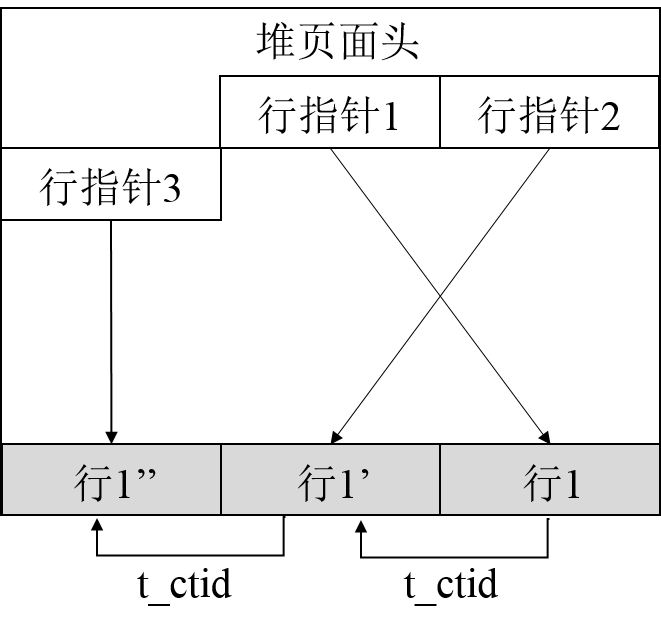 堆页面头
行指针1 行指针2
行指针3
行1” 行1’ 行1
t_ctid t_ctid